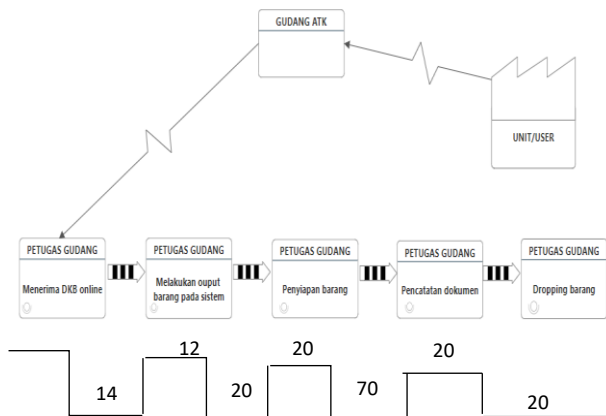 GUDANG ATK
UNIT/USER
PETUGAS GUDANG
Menerima DKB online
PETUGAS GUDANG
Melakukan ouput
barang pada sistem
PETUGAS GUDANG
Penyiapan barang
PETUGAS GUDANG
Pencatatan dokumen
PETUGAS GUDANG
Dropping barang
14
12
20
20
70
20
20